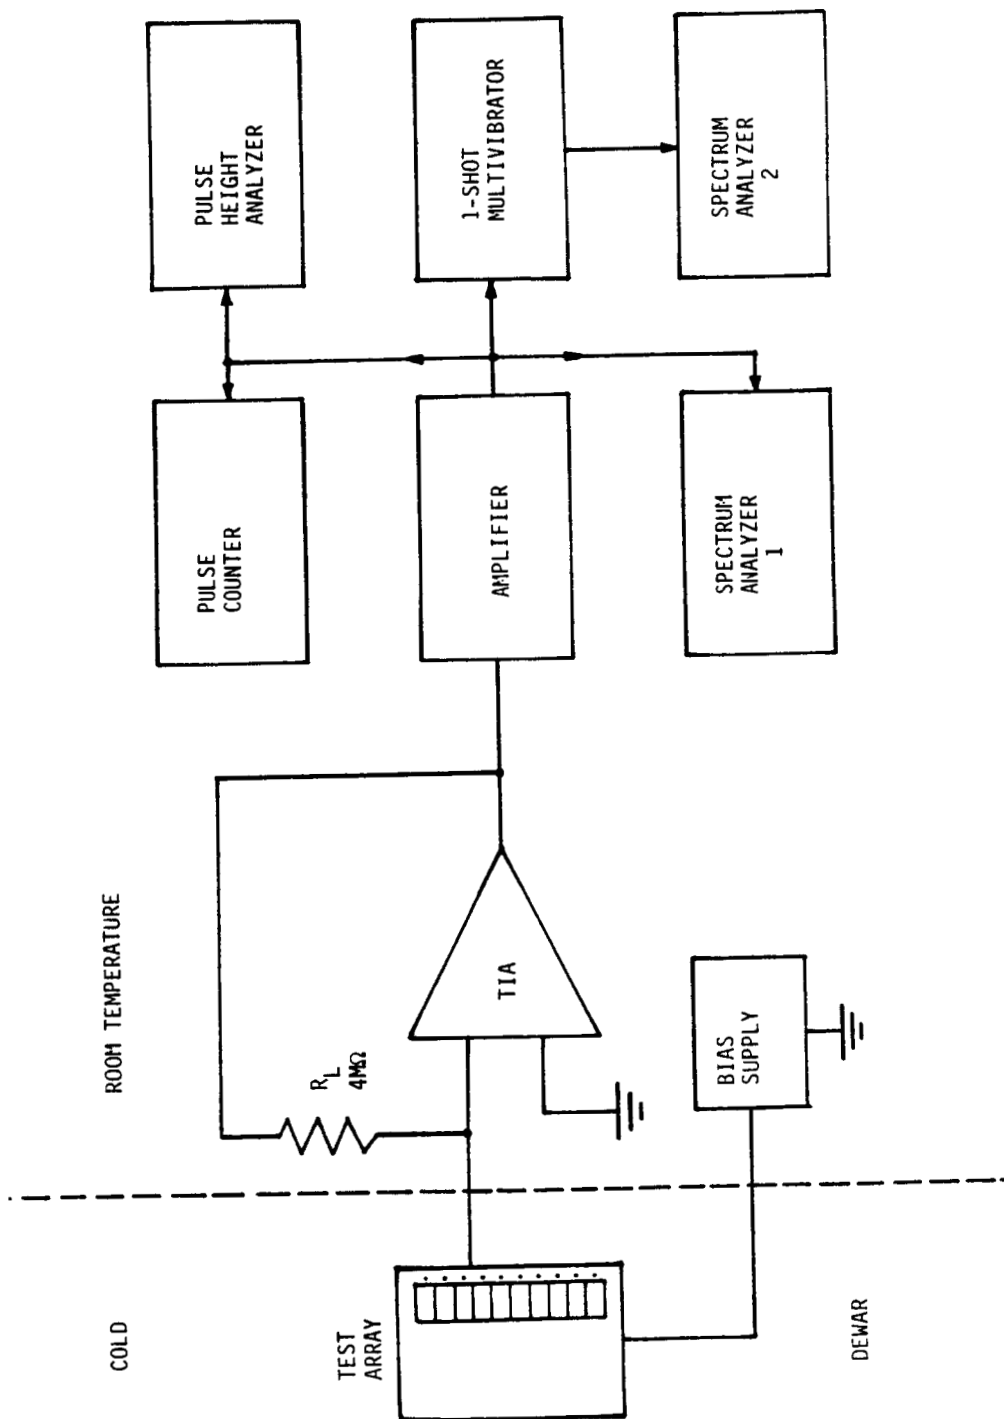 COLD
ROOM TEMPERATURE
TEST
ARRAY
R_L
4MΩ
TIA
AMPLIFIER
PULSE
COUNTER
PULSE
HEIGHT
ANALYZER
1-SHOT
MULTIVIBRATOR
SPECTRUM
ANALYZER
1
SPECTRUM
ANALYZER
2
BIAS
SUPPLY
DEWAR